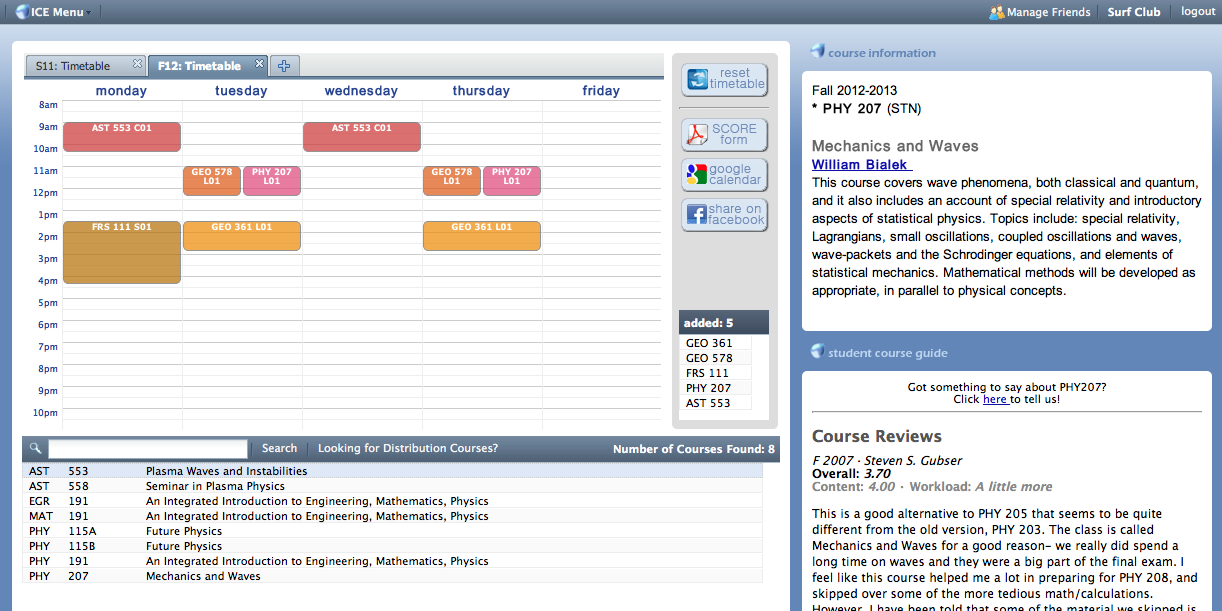 ICE Menu
Manage Friends
Surf Club
logout
S11: Timetable
F12: Timetable
monday tuesday wednesday thursday friday
8am
9am
10am
11am
12pm
1pm
2pm
3pm
4pm
5pm
6pm
7pm
8pm
9pm
10pm
AST 553 C01
AST 553 C01
GEO 578
L01
PHY 207
L01
GEO 578
L01
PHY 207
L01
FRS 111 S01
GEO 361 L01
GEO 361 L01
reset
timetable
SCORE
form
google
calendar
share on
facebook
added: 5
GEO 361
GEO 578
FRS 111
PHY 207
AST 553
Search
Looking for Distribution Courses?
Number of Courses Found: 8
AST 553 Plasma Waves and Instabilities
AST 558 Seminar in Plasma Physics
EGR 191 An Integrated Introduction to Engineering, Mathematics, Physics
MAT 191 An Integrated Introduction to Engineering, Mathematics, Physics
PHY 115A Future Physics
PHY 115B Future Physics
PHY 191 An Integrated Introduction to Engineering, Mathematics, Physics
PHY 207 Mechanics and Waves
course information
Fall 2012-2013
* PHY 207 (STN)
Mechanics and Waves
William Bialek
This course covers wave phenomena, both classical and quantum,
and it also includes an account of special relativity and introductory
aspects of statistical physics. Topics include: special relativity,
Lagrangians, small oscillations, coupled oscillations and waves,
wave-packets and the Schrodinger equations, and elements of
statistical mechanics. Mathematical methods will be developed as
appropriate, in parallel to physical concepts.
student course guide
Got something to say about PHY207?
Click here to tell us!
Course Reviews
F 2007 · Steven S. Gubser
Overall: 3.70
Content: 4.00 · Workload: A little more
This is a good alternative to PHY 205 that seems to be quite
different from the old version, PHY 203. The class is called
Mechanics and Waves for a good reason– we really did spend a
long time on waves and they were a big part of the final exam. I
feel like this course helped me a lot in preparing for PHY 208, and
skipped over some of the more tedious math/calculations.
However, I have been told that some of the material we skipped is